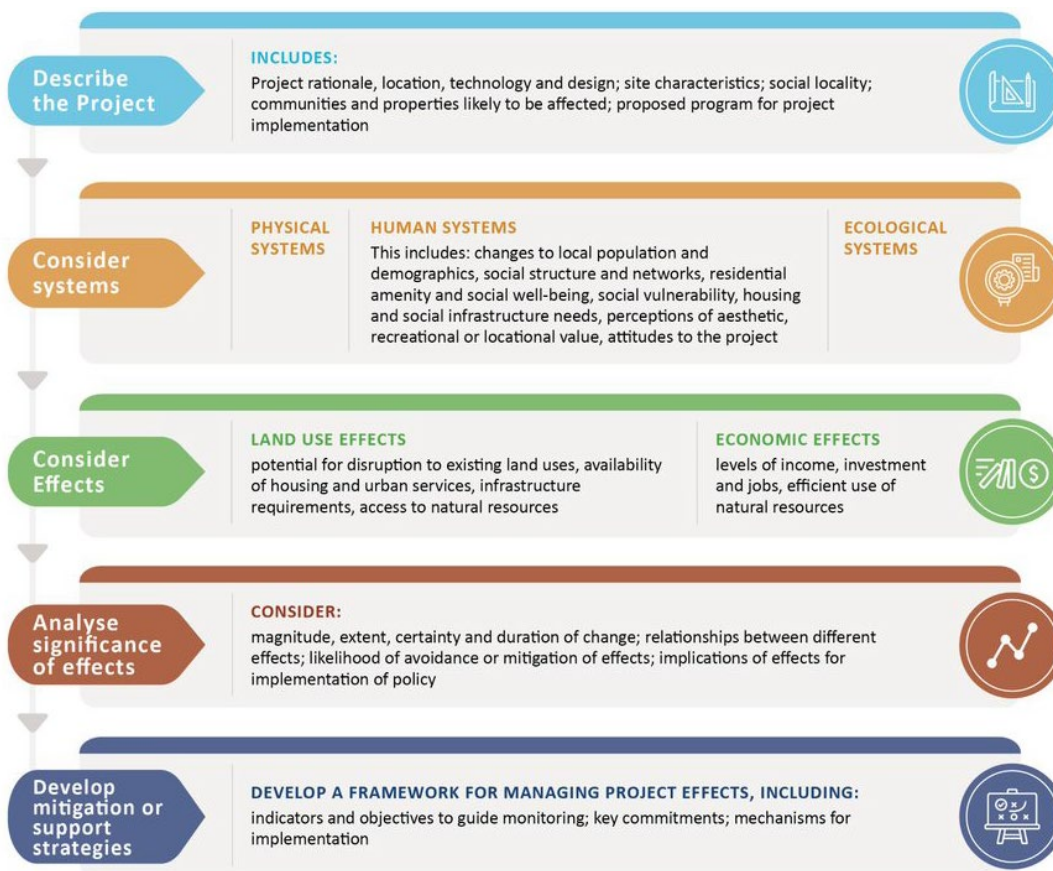 Describe
the Project
INCLUDES:
Project rationale, location, technology and design; site characteristics; social locality;
communities and properties likely to be affected; proposed program for project
implementation
Consider
systems
PHYSICAL
SYSTEMS
HUMAN SYSTEMS
This includes: changes to local population and
demographics, social structure and networks, residential
amenity and social well-being, social vulnerability, housing
and social infrastructure needs, perceptions of aesthetic,
recreational or locational value, attitudes to the project
ECOLOGICAL
SYSTEMS
Consider
Effects
LAND USE EFFECTS
potential for disruption to existing land uses, availability
of housing and urban services, infrastructure
requirements, access to natural resources
ECONOMIC EFFECTS
levels of income, investment
and jobs, efficient use of
natural resources
$
Analyse
significance
of effects
CONSIDER:
magnitude, extent, certainty and duration of change; relationships between different
effects; likelihood of avoidance or mitigation of effects; implications of effects for
implementation of policy
Develop
mitigation or
support
strategies
DEVELOP A FRAMEWORK FOR MANAGING PROJECT EFFECTS, INCLUDING:
indicators and objectives to guide monitoring; key commitments; mechanisms for
implementation